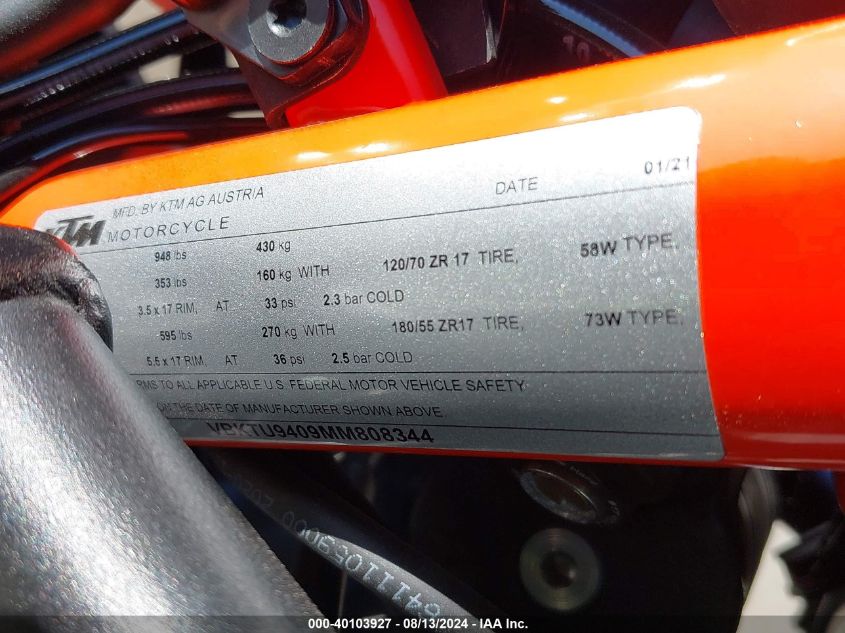 MFD. BY KTM AG AUSTRIA DATE 01/21
KTM MOTORCYCLE
948 lbs 430 kg
353 lbs 160 kg WITH 120/70 ZR 17 TIRE, 58W TYPE,
3.5 x 17 RIM, AT 33 psi 2.3 bar COLD
595 lbs 270 kg WITH 180/55 ZR17 TIRE, 73W TYPE,
5.5 x 17 RIM, AT 36 psi 2.5 bar COLD
RMS TO ALL APPLICABLE U.S. FEDERAL MOTOR VEHICLE SAFETY
ON THE DATE OF MANUFACTURER SHOWN ABOVE.
VBKTU9409MM808344
000-40103927 - 08/13/2024 - IAA Inc.